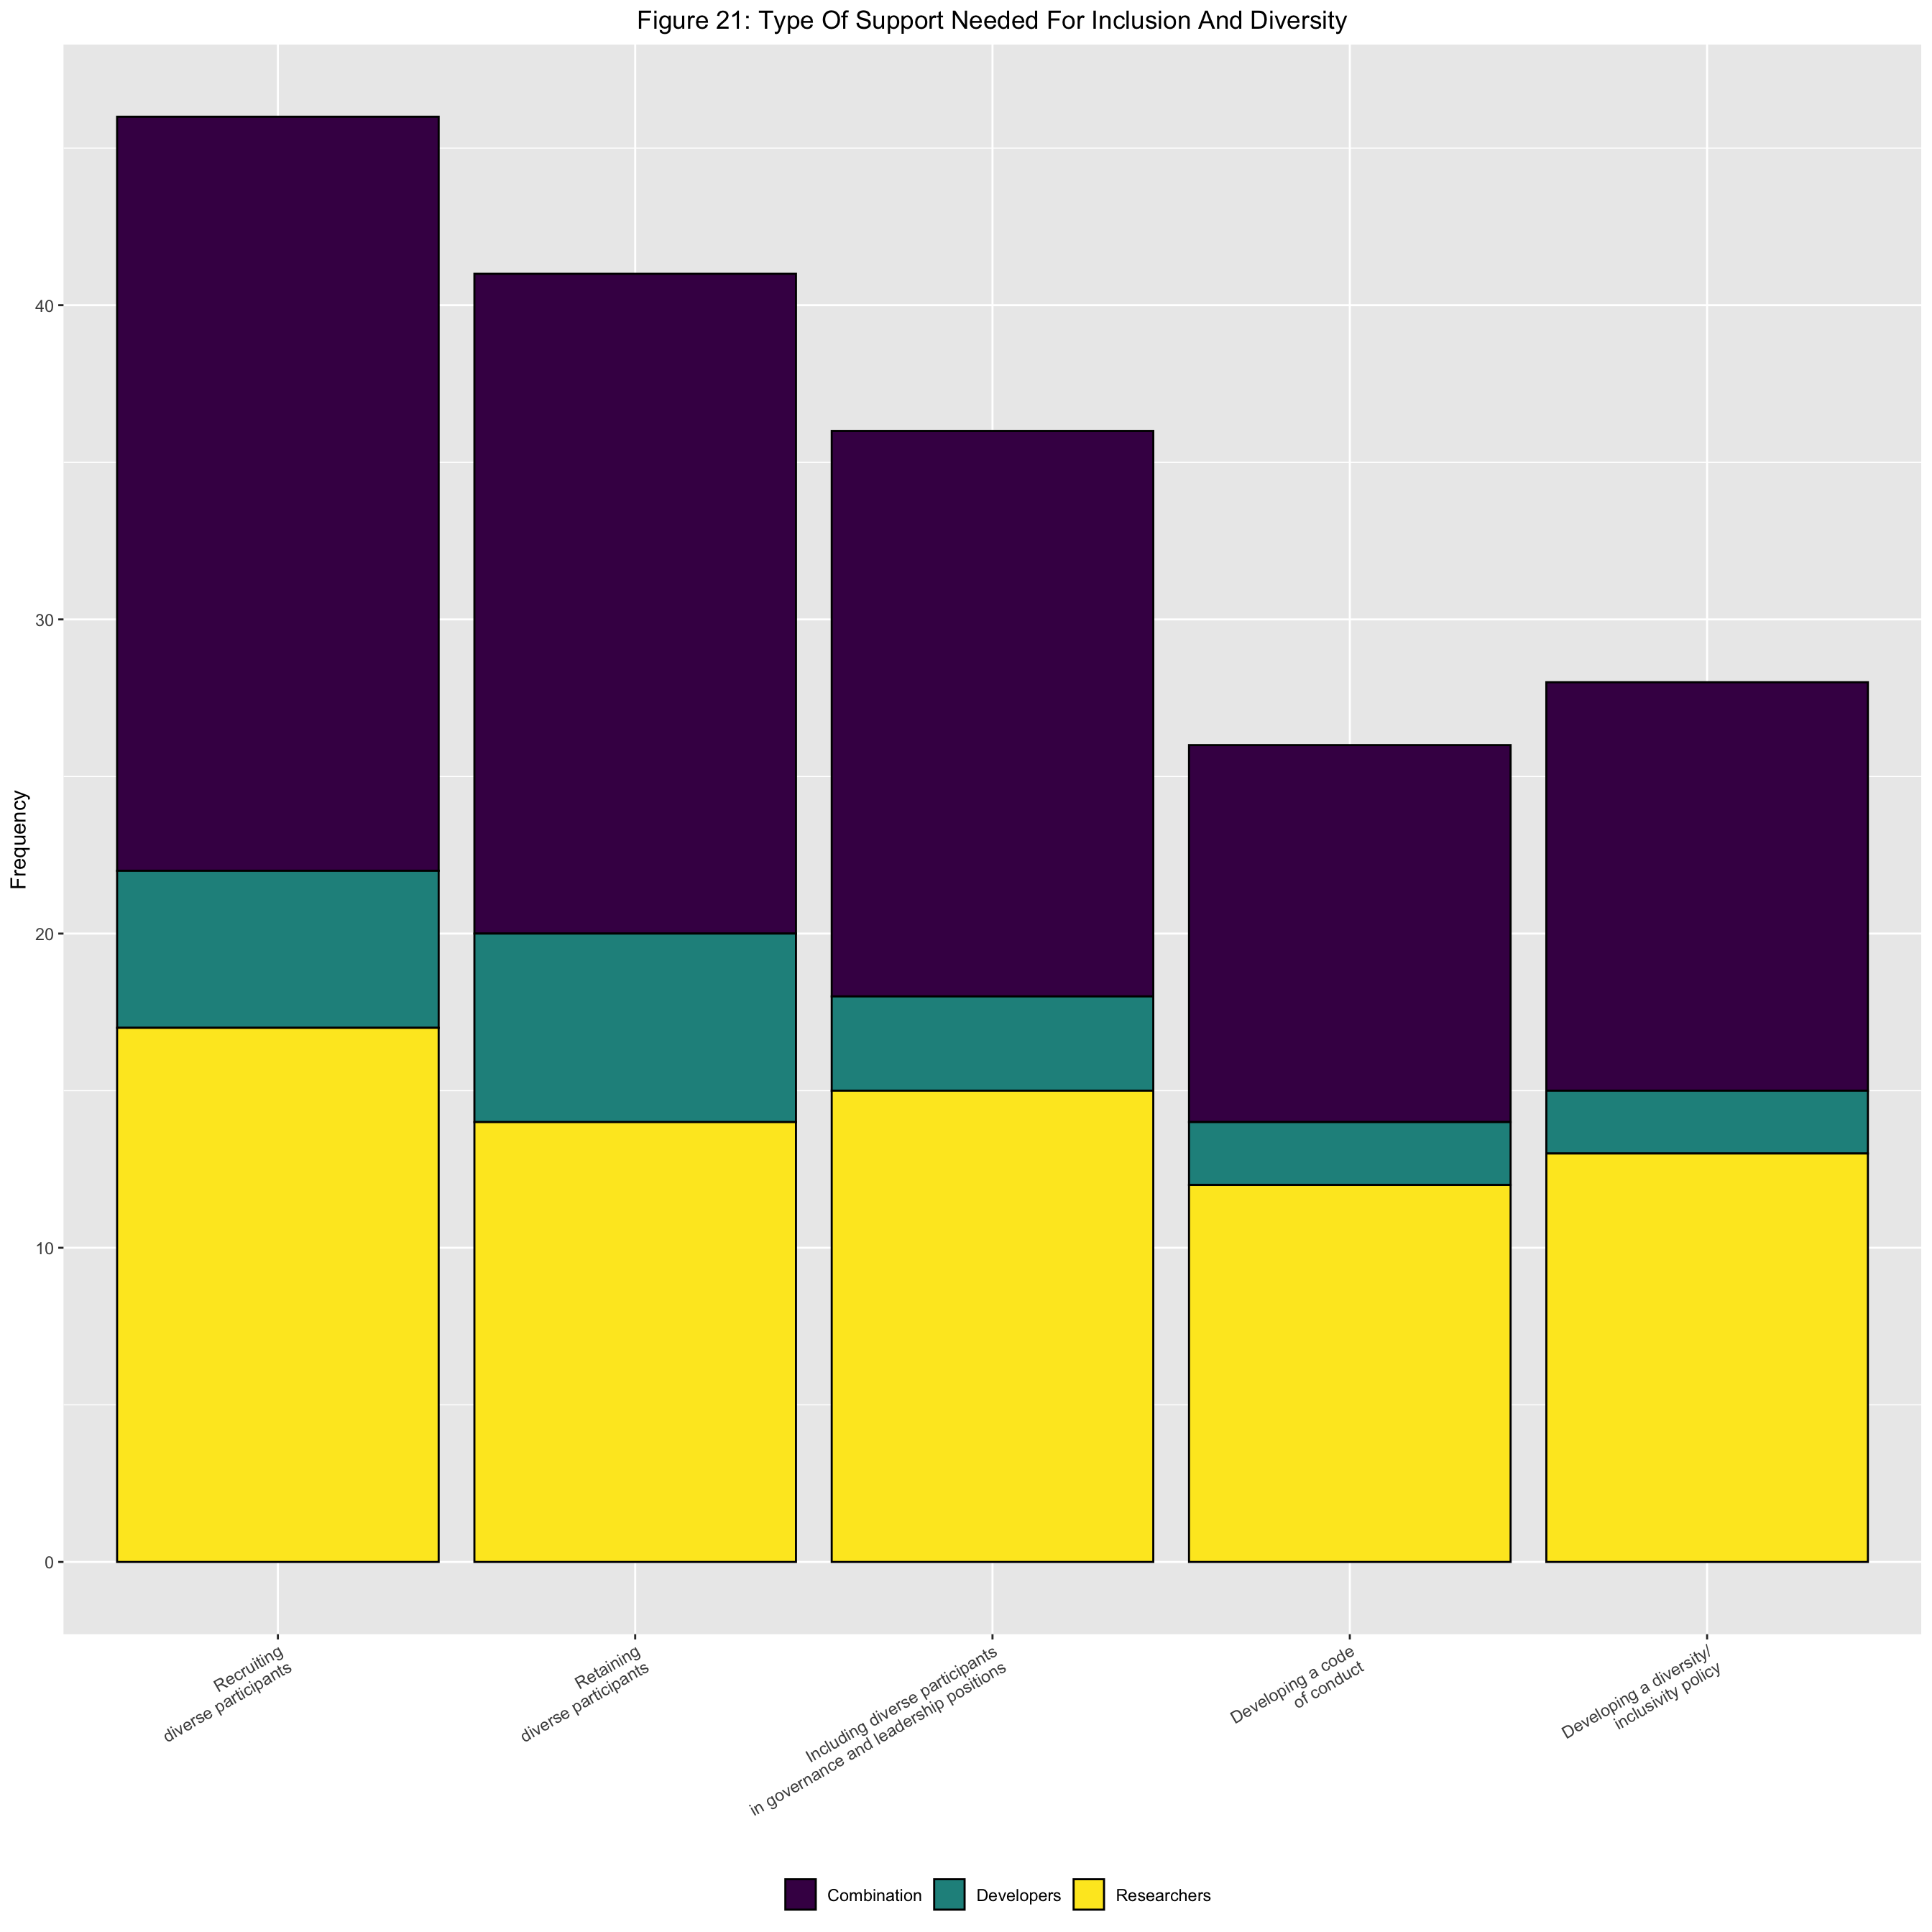 Figure 21: Type Of Support Needed For Inclusion And Diversity
Frequency
40
30
20
10
0
Recruiting
diverse participants
Retaining
diverse participants
Including diverse participants
in governance and leadership positions
Developing a code
of conduct
Developing a diversity/
inclusivity policy
Combination
Developers
Researchers